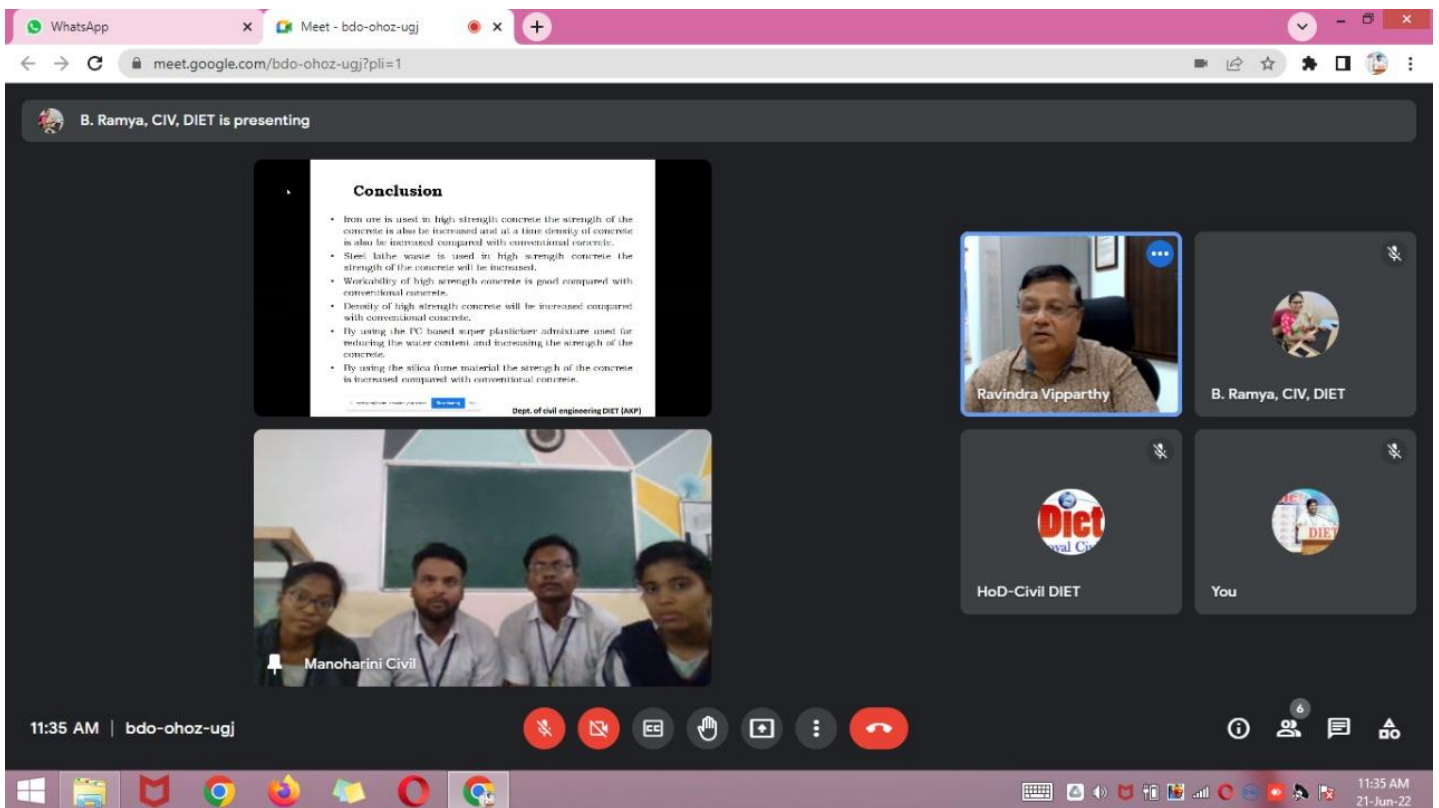 WhatsApp
Meet - bdo-ohoz-ugj
meet.google.com/bdo-ohoz-ugj?pli=1
B. Ramya, CIV, DIET is presenting
Conclusion
• Iron ore is used in high strength concrete the strength of the
concrete is also be increased and at a time density of concrete
is also be increased compared with conventional concrete.
• Steel lathe waste is used in high strength concrete the
strength of the concrete will be increased.
• Workability of high strength concrete is good compared with
conventional concrete.
• Density of high strength concrete will be increased compared
with conventional concrete.
• By using the PC based super plasticizer admixture used for
reducing the water content and increasing the strength of the
concrete.
• By using the silica fume material the strength of the concrete
is increased compared with conventional concrete.
Dept. of civil engineering DIET (AKP)
Ravindra Vipparthy
B. Ramya, CIV, DIET
Manoharini Civil
Diet
HoD-Civil DIET
DIET
You
11:35 AM | bdo-ohoz-ugj
CC
6
11:35 AM
21-Jun-22